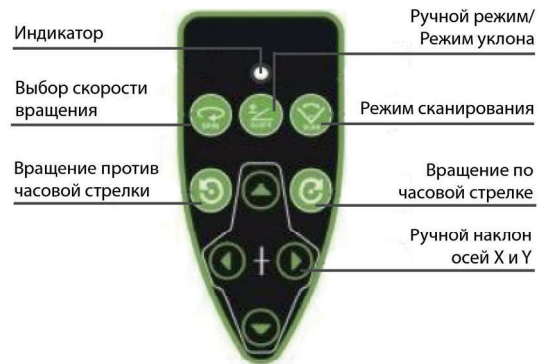 Ручной режим/
Режим уклона
Индикатор
Выбор скорости
вращения
Режим сканирования
Вращение против
часовой стрелки
Вращение по
часовой стрелке
Ручной наклон
осей X и Y
SPIN